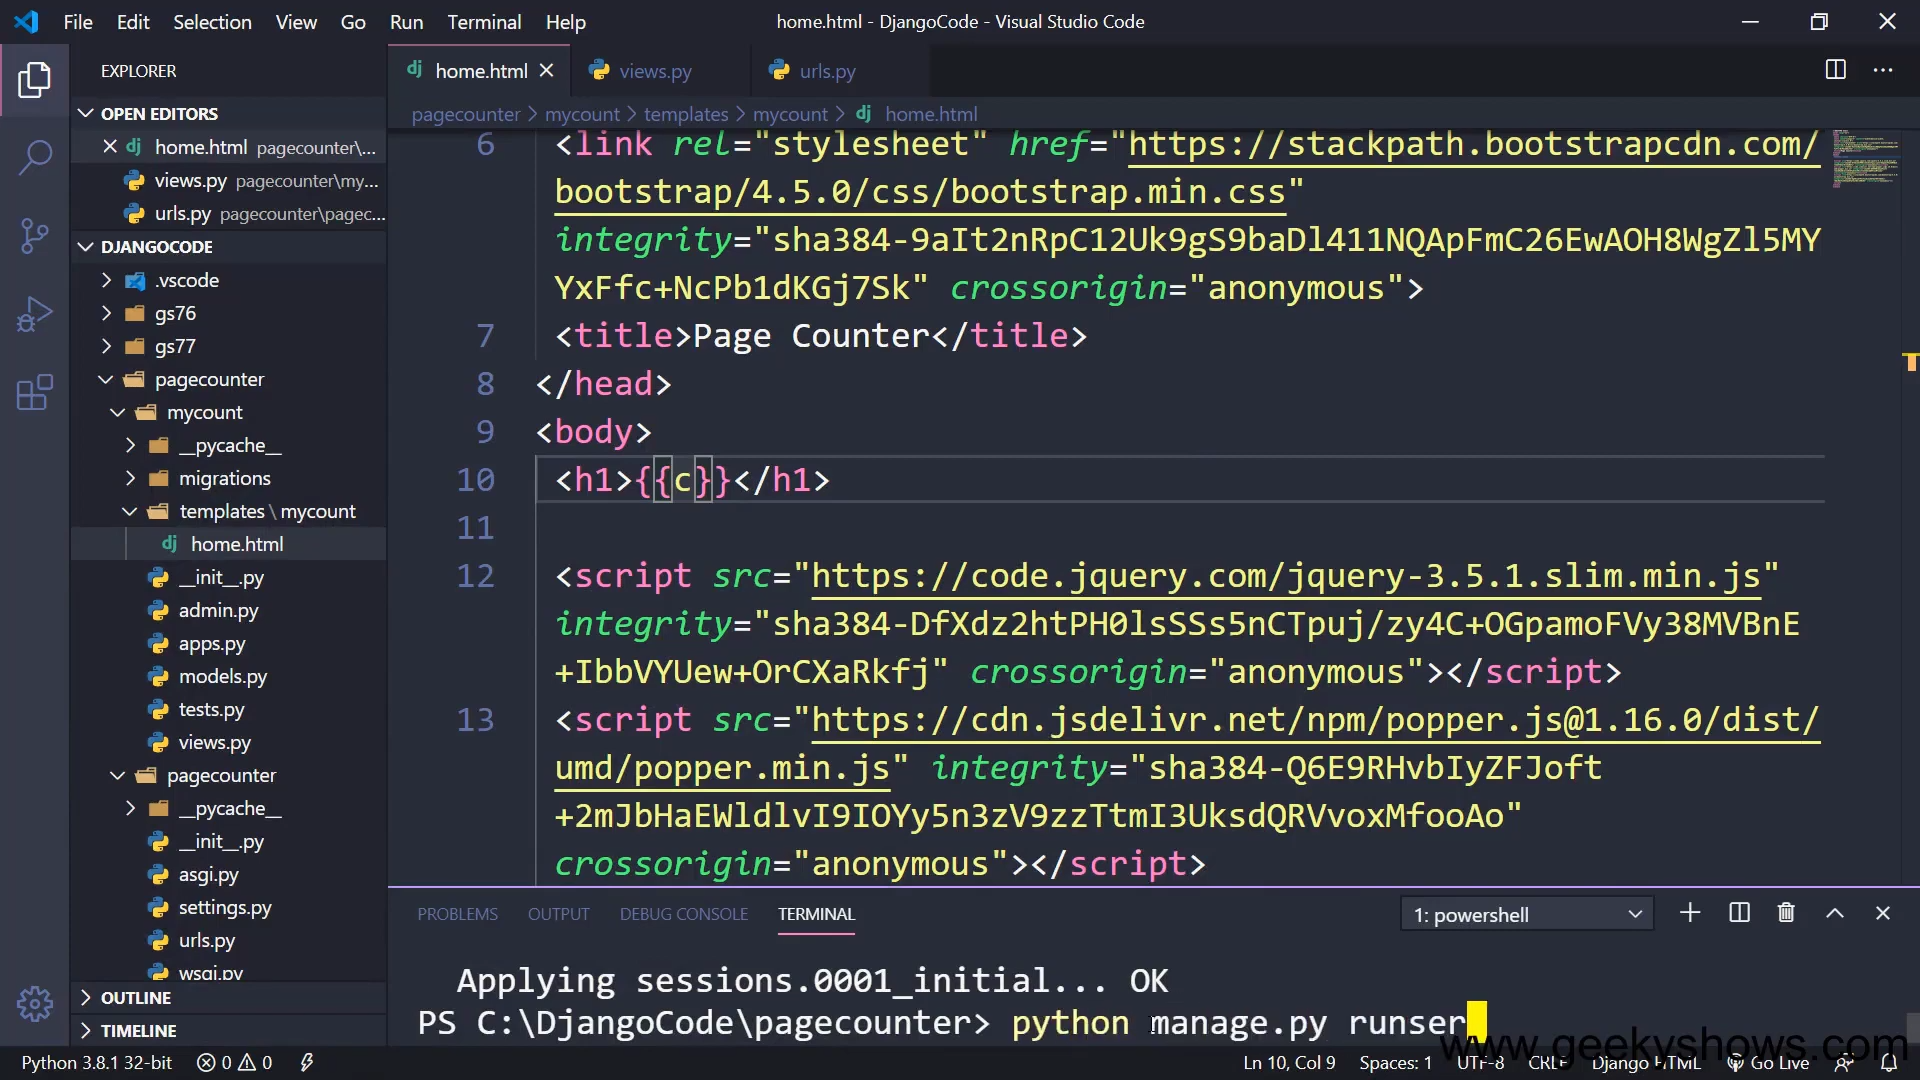 File Edit Selection View Go Run Terminal Help home.html - DjangoCode - Visual Studio Code
EXPLORER
OPEN EDITORS
home.html pagecounter\...
views.py pagecounter\my...
urls.py pagecounter\pagec...
DJANGOCODE
.vscode
gs76
gs77
pagecounter
mycount
__pycache__
migrations
templates \ mycount
home.html
__init__.py
admin.py
apps.py
models.py
tests.py
views.py
pagecounter
__pycache__
__init__.py
asgi.py
settings.py
urls.py
wsgi.py
OUTLINE
TIMELINE
home.html views.py urls.py
pagecounter > mycount > templates > mycount > home.html
6 <link rel="stylesheet" href="https://stackpath.bootstrapcdn.com/
bootstrap/4.5.0/css/bootstrap.min.css"
integrity="sha384-9aIt2nRpC12Uk9gS9baDl411NQApFmC26EwAOH8WgZl5MY
YxFfc+NcPb1dKGj7Sk" crossorigin="anonymous">
7 <title>Page Counter</title>
8 </head>
9 <body>
10 <h1>{{c}}</h1>
11
12 <script src="https://code.jquery.com/jquery-3.5.1.slim.min.js"
integrity="sha384-DfXdz2htPH0lsSSs5nCTpuj/zy4C+OGpamoFVy38MVBnE
+IbbVYUew+OrCXaRkfj" crossorigin="anonymous"></script>
13 <script src="https://cdn.jsdelivr.net/npm/popper.js@1.16.0/dist/
umd/popper.min.js" integrity="sha384-Q6E9RHvbIyZFJoft
+2mJbHaEWldlvI9IOYy5n3zV9zzTtmI3UksdQRVvoxMfooAo"
crossorigin="anonymous"></script>
PROBLEMS OUTPUT DEBUG CONSOLE TERMINAL 1: powershell
Applying sessions.0001_initial... OK
PS C:\DjangoCode\pagecounter> python manage.py runser
www.geekyshows.com
Python 3.8.1 32-bit 0 0 Ln 10, Col 9 Spaces: 1 UTF-8 CRLF Django HTML Go Live